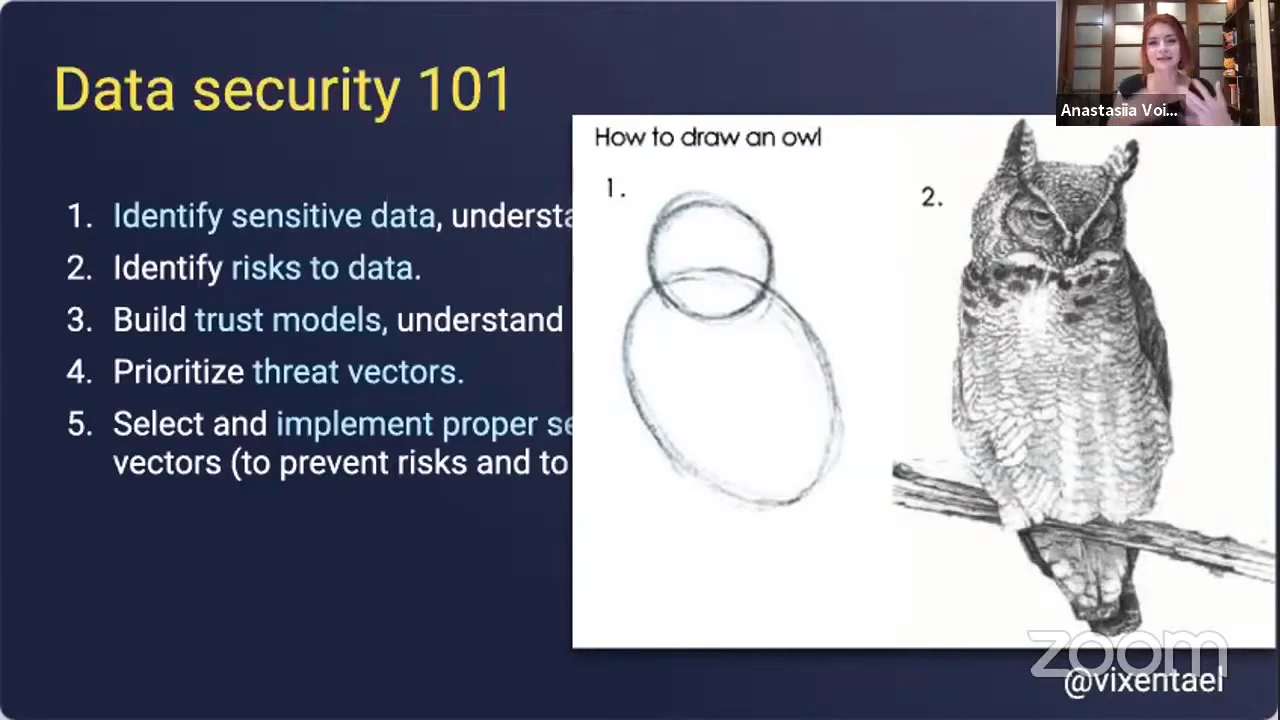 Data security 101
1. Identify sensitive data, understa
2. Identify risks to data.
3. Build trust models, understand
4. Prioritize threat vectors.
5. Select and implement proper se
vectors (to prevent risks and to
How to draw an owl
1.
2.
Anastasiia Voi...
zoom
@vixentael